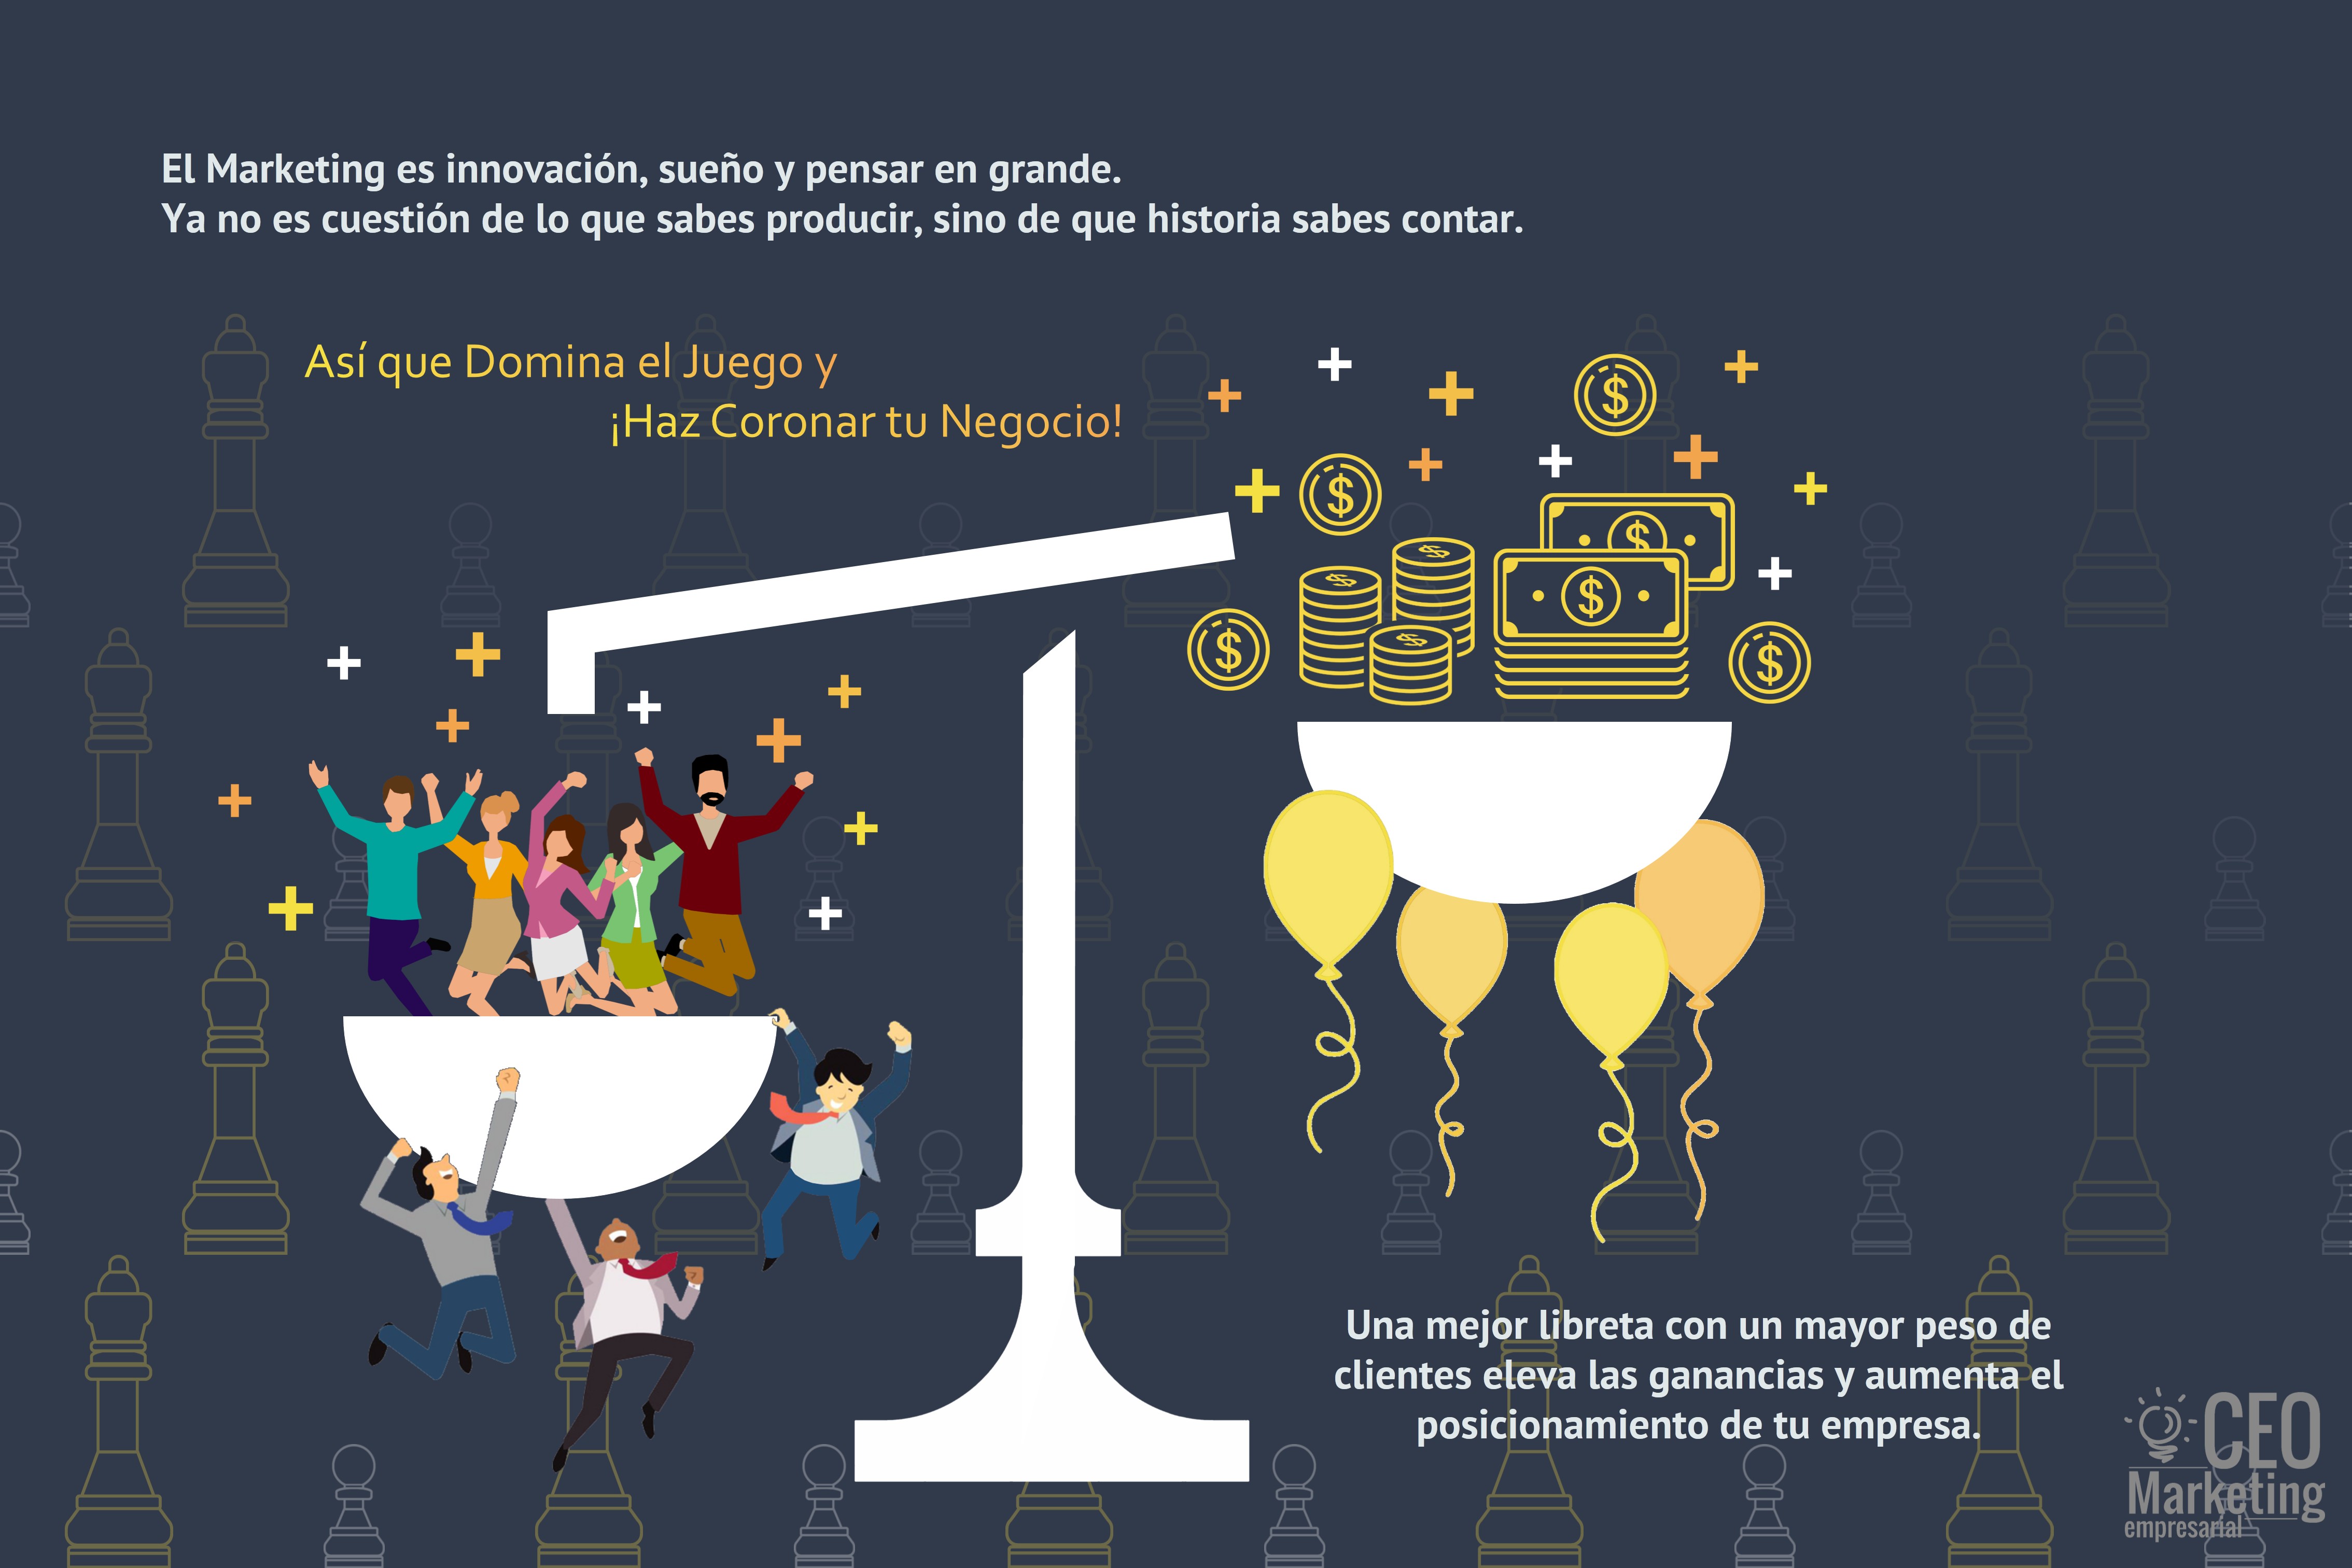 El Marketing es innovación, sueño y pensar en grande.
Ya no es cuestión de lo que sabes producir, sino de que historia sabes contar.
Así que Domina el Juego y
¡Haz Coronar tu Negocio!
$
$
$
$
$
$
$
$
$
Una mejor libreta con un mayor peso de
clientes eleva las ganancias y aumenta el
posicionamiento de tu empresa.
CEO
Marketing
empresarial